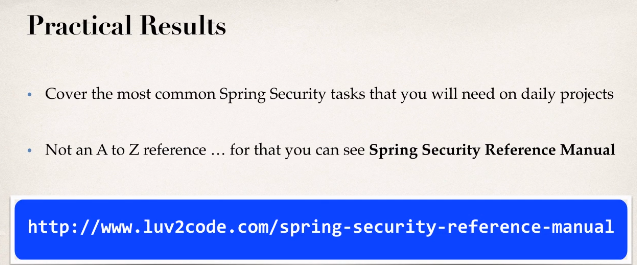 Practical Results
▪ Cover the most common Spring Security tasks that you will need on daily projects
▪ Not an A to Z reference … for that you can see Spring Security Reference Manual
http://www.luv2code.com/spring-security-reference-manual